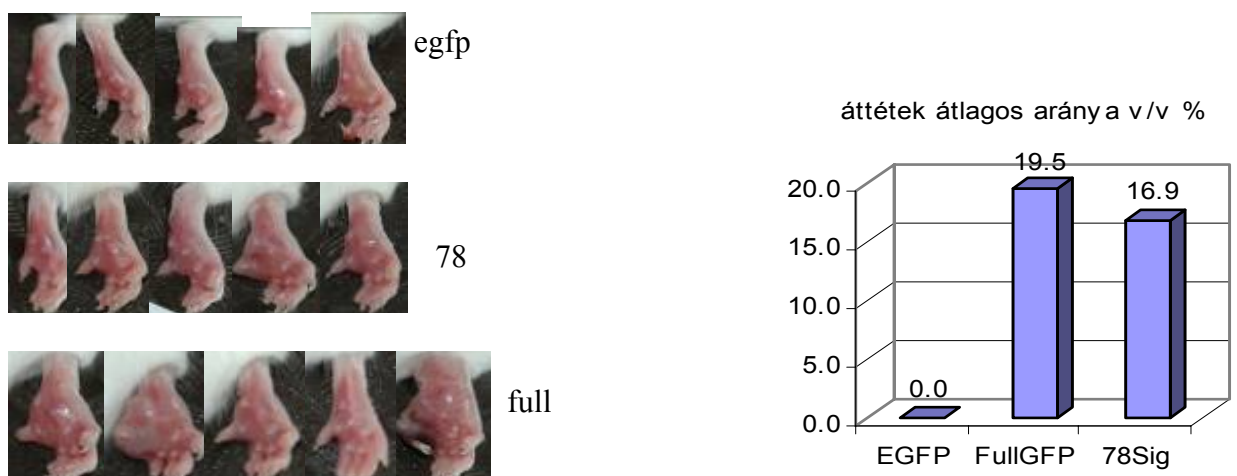 egfp
78
full
áttétek átlagos aránya v/v %
20.0
15.0
10.0
5.0
0.0
0.0
19.5
16.9
EGFP FullGFP 78Sig